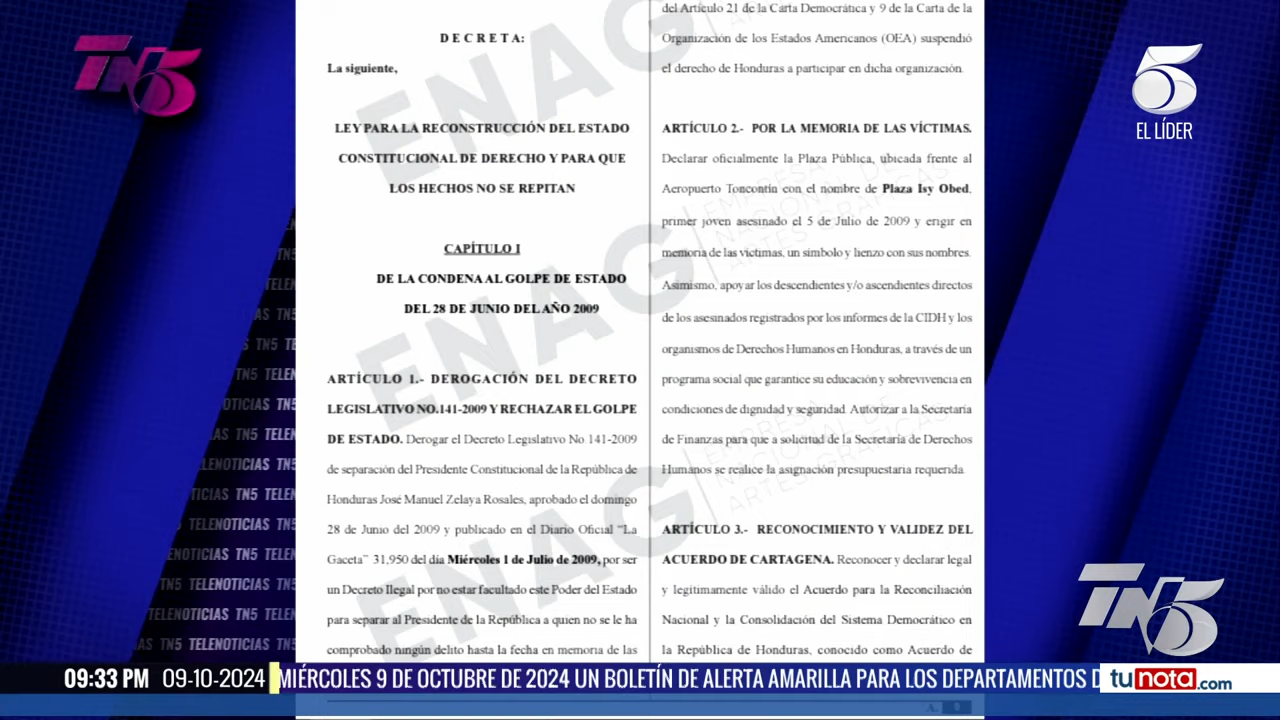 TN5
5
EL LÍDER
D E C R E T A:
La siguiente,
LEY PARA LA RECONSTRUCCIÓN DEL ESTADO
CONSTITUCIONAL DE DERECHO Y PARA QUE
LOS HECHOS NO SE REPITAN
CAPÍTULO I
DE LA CONDENA AL GOLPE DE ESTADO
DEL 28 DE JUNIO DEL AÑO 2009
ARTÍCULO 1.- DEROGACIÓN DEL DECRETO
LEGISLATIVO NO.141-2009 Y RECHAZAR EL GOLPE
DE ESTADO. Derogar el Decreto Legislativo No 141-2009
de separación del Presidente Constitucional de la República de
Honduras José Manuel Zelaya Rosales, aprobado el domingo
28 de Junio del 2009 y publicado en el Diario Oficial “La
Gaceta” 31,950 del día Miércoles 1 de Julio de 2009, por ser
un Decreto Ilegal por no estar facultado este Poder del Estado
para separar al Presidente de la República a quien no se le ha
comprobado ningún delito hasta la fecha en memoria de las
del Artículo 21 de la Carta Democrática y 9 de la Carta de la
Organización de los Estados Americanos (OEA) suspendió
el derecho de Honduras a participar en dicha organización.
ARTÍCULO 2.- POR LA MEMORIA DE LAS VÍCTIMAS.
Declarar oficialmente la Plaza Pública, ubicada frente al
Aeropuerto Toncontín con el nombre de Plaza Isy Obed,
primer joven asesinado el 5 de Julio de 2009 y erigir en
memoria de las víctimas, un símbolo y lienzo con sus nombres.
Asimismo, apoyar los descendientes y/o ascendientes directos
de los asesinados registrados por los informes de la CIDH y los
organismos de Derechos Humanos en Honduras, a través de un
programa social que garantice su educación y sobrevivencia en
condiciones de dignidad y seguridad. Autorizar a la Secretaría
de Finanzas para que a solicitud de la Secretaría de Derechos
Humanos se realice la asignación presupuestaria requerida.
ARTÍCULO 3.- RECONOCIMIENTO Y VALIDEZ DEL
ACUERDO DE CARTAGENA. Reconocer y declarar legal
y legítimamente válido el Acuerdo para la Reconciliación
Nacional y la Consolidación del Sistema Democrático en
la República de Honduras, conocido como Acuerdo de
ENAG EMPRESA NACIONAL DE ARTES GRÁFICAS
TN5
TELENOTICIAS TN5
09:33 PM 09-10-2024 MIÉRCOLES 9 DE OCTUBRE DE 2024 UN BOLETÍN DE ALERTA AMARILLA PARA LOS DEPARTAMENTOS
tunota.com
A. 9